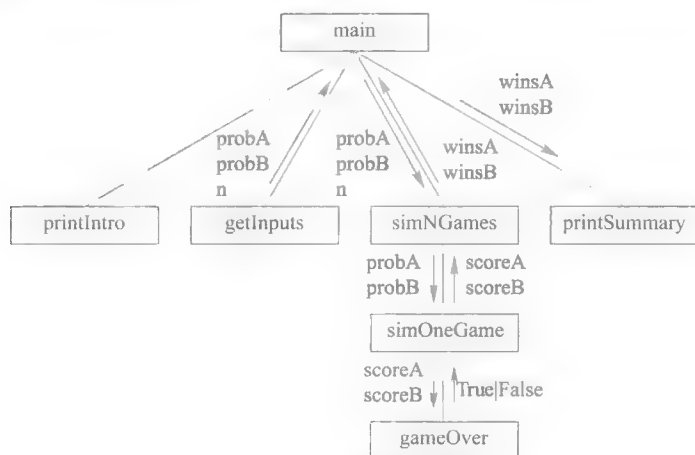 main
winsA
winsB
probA
probB
n
probA
probB
n
winsA
winsB
printIntro
getInputs
simNGames
printSummary
probA
probB
scoreA
scoreB
simOneGame
scoreA
scoreB
True|False
gameOver